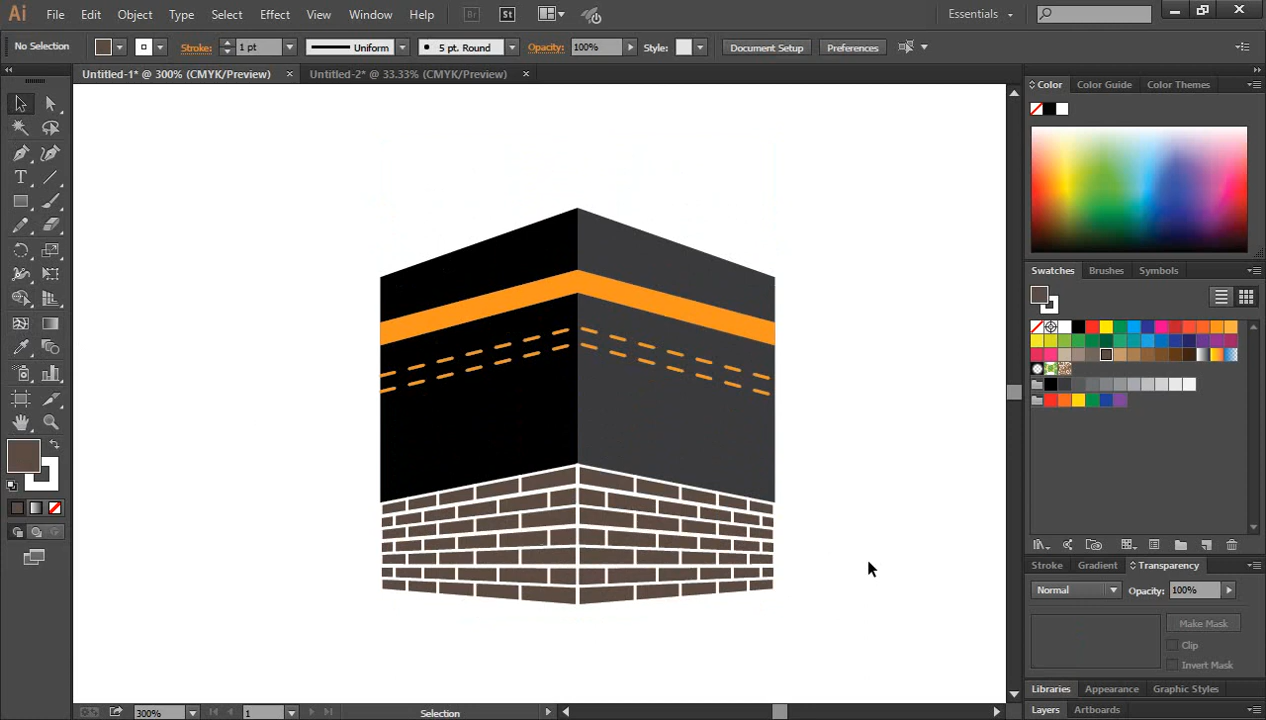 Ai File Edit Object Type Select Effect View Window Help Br St Essentials
No Selection Stroke: 1 pt Uniform 5 pt. Round Opacity: 100% Style: Document Setup Preferences
Untitled-1* @ 300% (CMYK/Preview) Untitled-2* @ 33.33% (CMYK/Preview)
Color Color Guide Color Themes
Swatches Brushes Symbols
Stroke Gradient Transparency
Normal Opacity: 100%
Make Mask
Clip
Invert Mask
Libraries Appearance Graphic Styles
Layers Artboards
300% 1 Selection